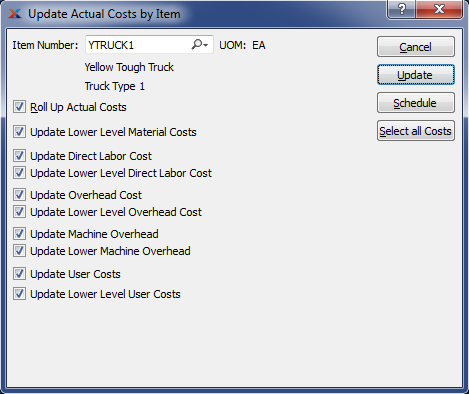 Update Actual Costs by Item
Item Number: YTRUCK1 UOM: EA
Cancel
Yellow Tough Truck
Update
Truck Type 1
Roll Up Actual Costs
Schedule
Update Lower Level Material Costs
Select all Costs
Update Direct Labor Cost
Update Lower Level Direct Labor Cost
Update Overhead Cost
Update Lower Level Overhead Cost
Update Machine Overhead
Update Lower Machine Overhead
Update User Costs
Update Lower Level User Costs